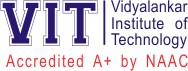 VIT
Vidyalankar
Institute of
Technology
Accredited A+ by NAAC